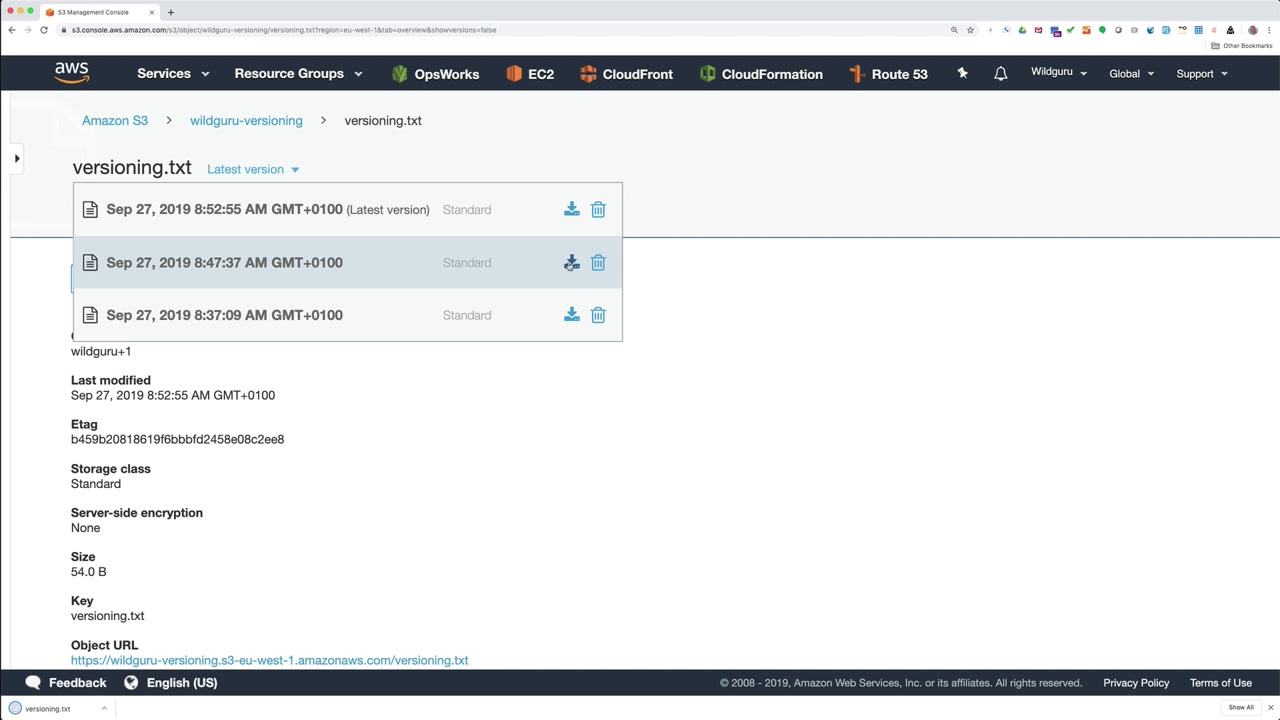 S3 Management Console
s3.console.aws.amazon.com/s3/object/wildguru-versioning/versioning.txt?region=eu-west-1&tab=overview&showversions=false
Other Bookmarks
aws Services Resource Groups OpsWorks EC2 CloudFront CloudFormation Route 53 Wildguru Global Support
Amazon S3 > wildguru-versioning > versioning.txt
versioning.txt Latest version
Sep 27, 2019 8:52:55 AM GMT+0100 (Latest version) Standard
Sep 27, 2019 8:47:37 AM GMT+0100 Standard
Sep 27, 2019 8:37:09 AM GMT+0100 Standard
wildguru+1
Last modified
Sep 27, 2019 8:52:55 AM GMT+0100
Etag
b459b20818619f6bbbfd2458e08c2ee8
Storage class
Standard
Server-side encryption
None
Size
54.0 B
Key
versioning.txt
Object URL
https://wildguru-versioning.s3-eu-west-1.amazonaws.com/versioning.txt
Feedback English (US) © 2008 - 2019, Amazon Web Services, Inc. or its affiliates. All rights reserved. Privacy Policy Terms of Use
versioning.txt Show All